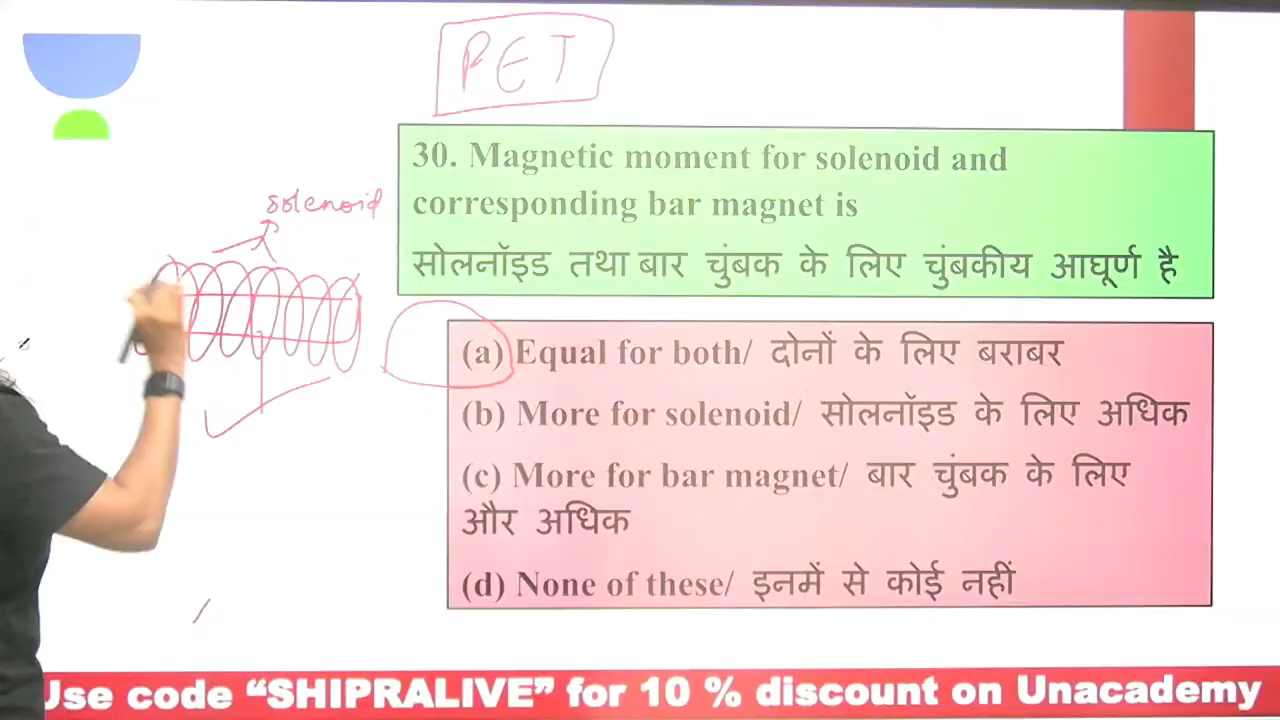 PET
30. Magnetic moment for solenoid and
corresponding bar magnet is
सोलनॉइड तथा बार चुंबक के लिए चुंबकीय आघूर्ण है
solenoid
(a) Equal for both/ दोनों के लिए बराबर
(b) More for solenoid/ सोलनॉइड के लिए अधिक
(c) More for bar magnet/ बार चुंबक के लिए
और अधिक
(d) None of these/ इनमें से कोई नहीं
Use code “SHIPRALIVE” for 10 % discount on Unacademy